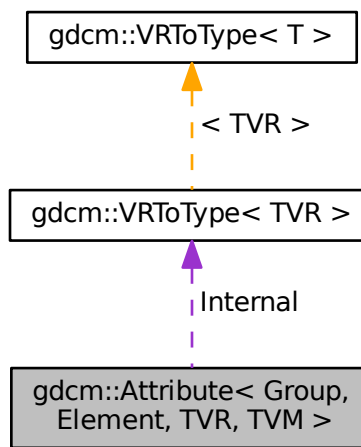 gdcm::VRToType< T >
< TVR >
gdcm::VRToType< TVR >
Internal
gdcm::Attribute< Group,
Element, TVR, TVM >